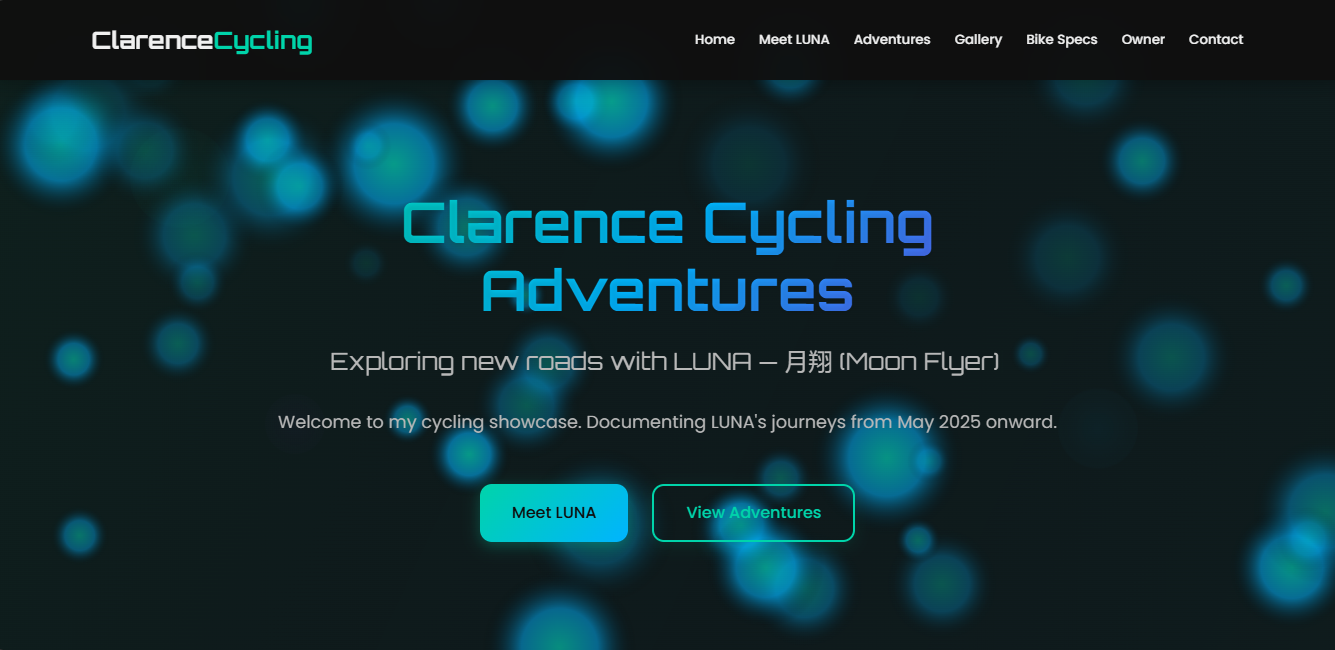 ClarenceCycling
Home Meet LUNA Adventures Gallery Bike Specs Owner Contact
Clarence Cycling
Adventures
Exploring new roads with LUNA — 月翔 (Moon Flyer)
Welcome to my cycling showcase. Documenting LUNA's journeys from May 2025 onward.
Meet LUNA View Adventures